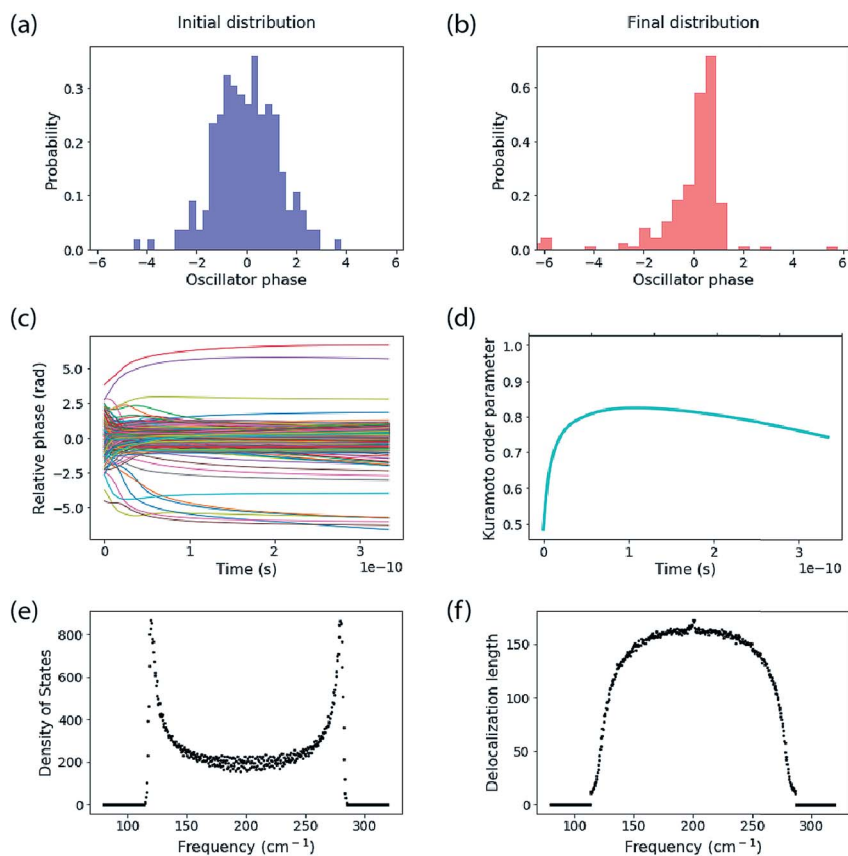 (a)
Initial distribution
Probability
0.3
0.2
0.1
0.0
−6 −4 −2 0 2 4 6
Oscillator phase
(b)
Final distribution
Probability
0.6
0.4
0.2
0.0
−6 −4 −2 0 2 4 6
Oscillator phase
(c)
Relative phase (rad)
5.0
2.5
0.0
−2.5
−5.0
0 1 2 3
Time (s)
1e−10
(d)
Kuramoto order parameter
1.0
0.9
0.8
0.7
0.6
0.5
0 1 2 3
Time (s)
1e−10
(e)
Density of States
800
600
400
200
0
100 150 200 250 300
Frequency (cm⁻¹)
(f)
Delocalization length
150
100
50
0
100 150 200 250 300
Frequency (cm⁻¹)